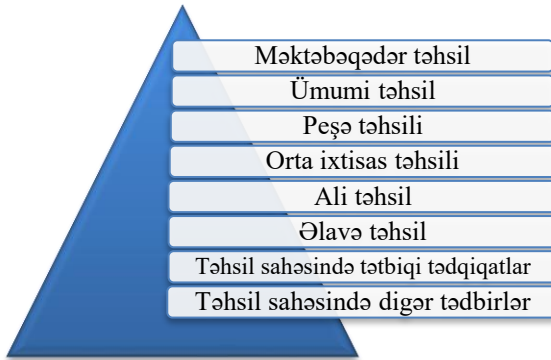 Məktəbəqədər təhsil
Ümumi təhsil
Peşə təhsili
Orta ixtisas təhsili
Ali təhsil
Əlavə təhsil
Təhsil sahəsində tətbiqi tədqiqatlar
Təhsil sahəsində digər tədbirlər